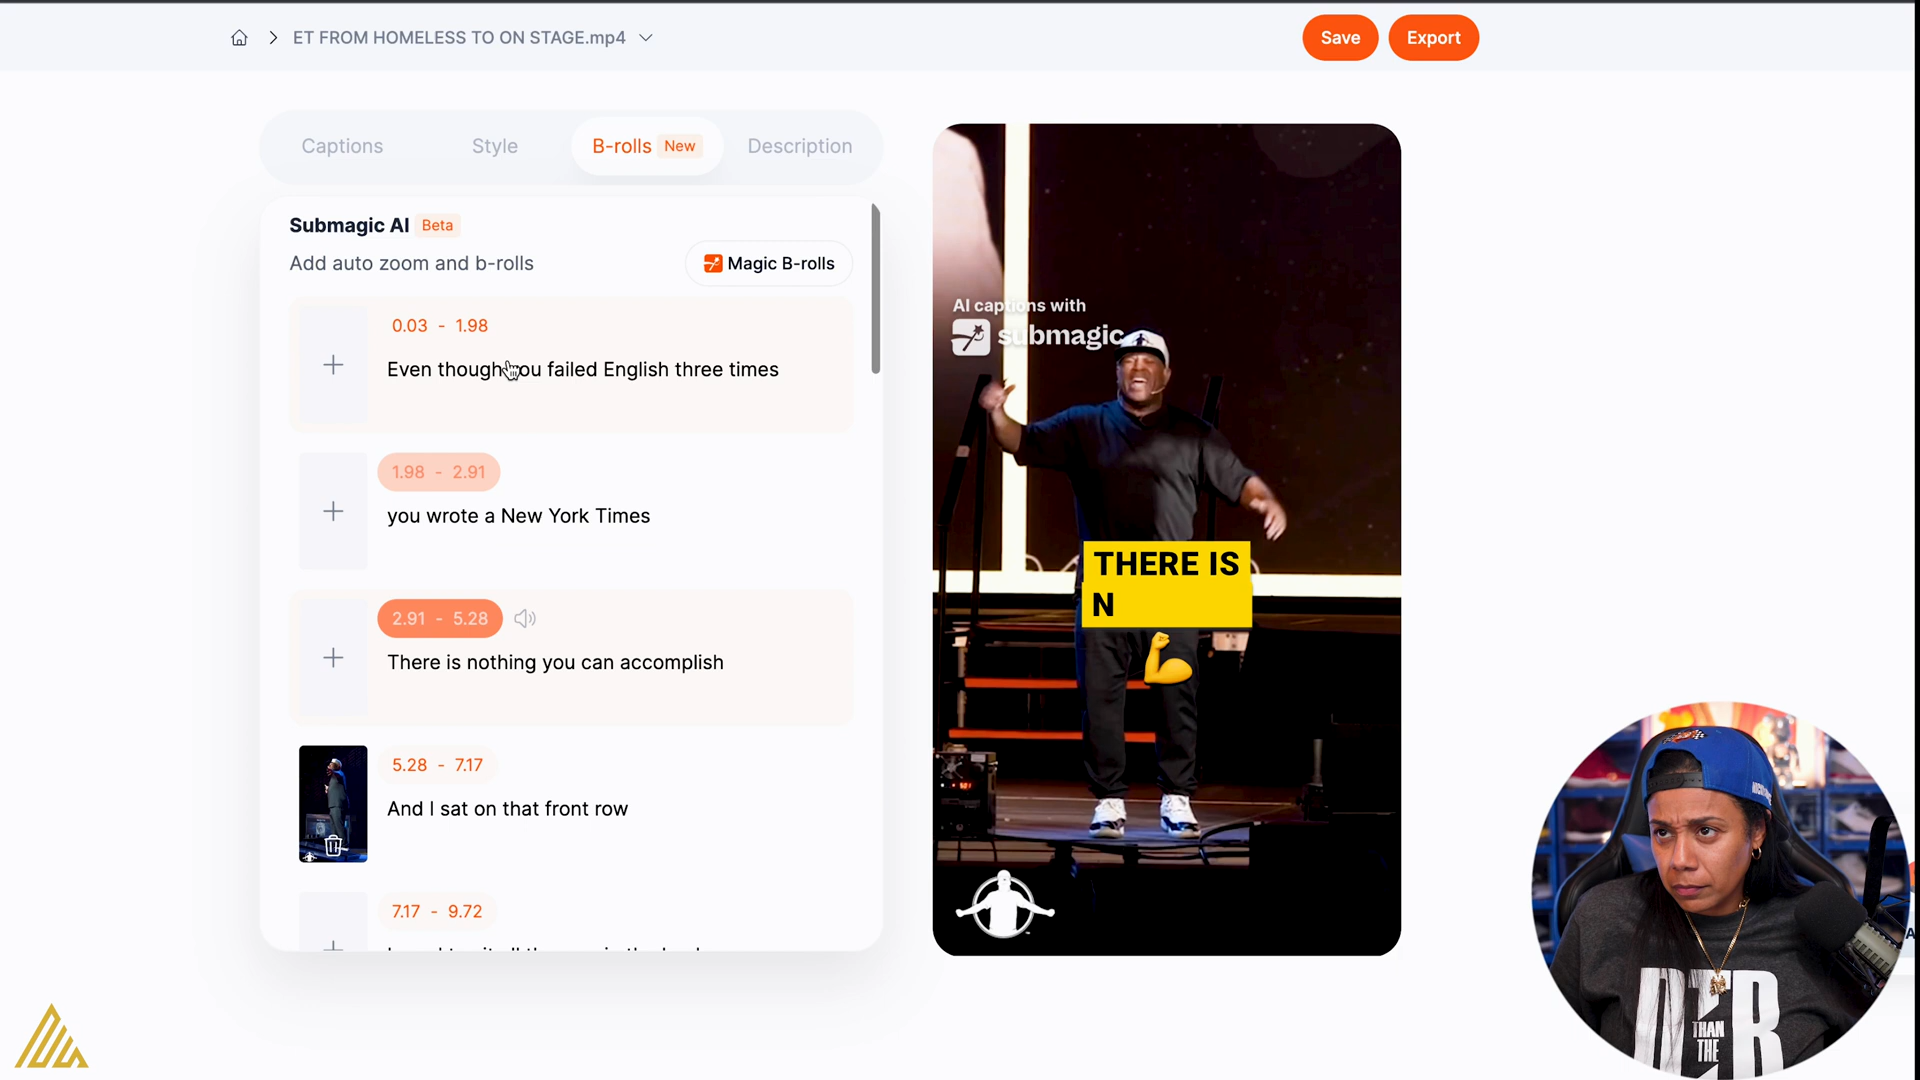 ET FROM HOMELESS TO ON STAGE.mp4
Save
Export
Captions
Style
B-rolls New
Description
Submagic AI Beta
Add auto zoom and b-rolls
Magic B-rolls
0.03 - 1.98
Even though you failed English three times
1.98 - 2.91
you wrote a New York Times
2.91 - 5.28
There is nothing you can accomplish
5.28 - 7.17
And I sat on that front row
7.17 - 9.72
AI captions with
submagic
THERE IS
N
THAN
THE